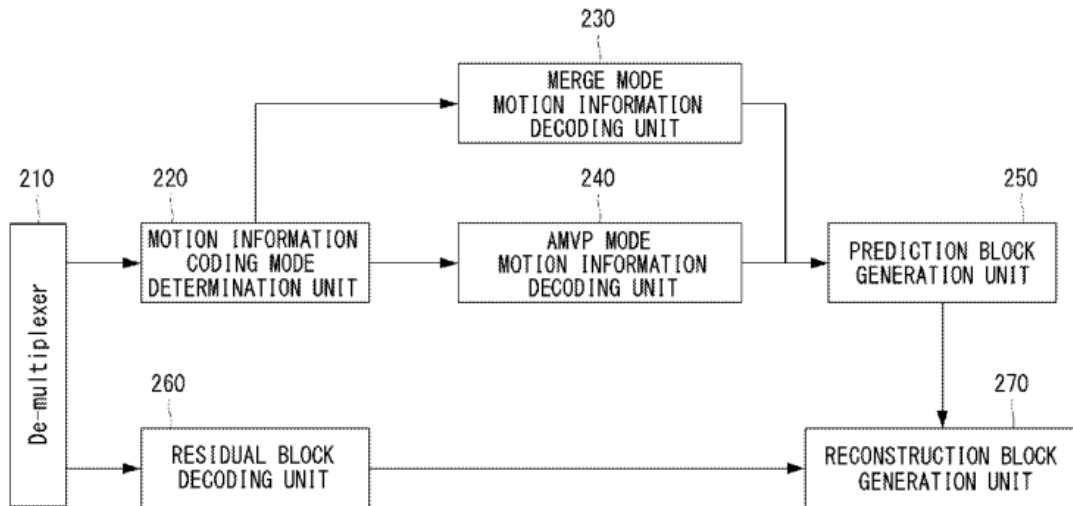 230
MERGE MODE
MOTION INFORMATION
DECODING UNIT
210
220
240
250
MOTION INFORMATION
CODING MODE
DETERMINATION UNIT
AMVP MODE
MOTION INFORMATION
DECODING UNIT
PREDICTION BLOCK
GENERATION UNIT
De-multiplexer
260
270
RESIDUAL BLOCK
DECODING UNIT
RECONSTRUCTION BLOCK
GENERATION UNIT